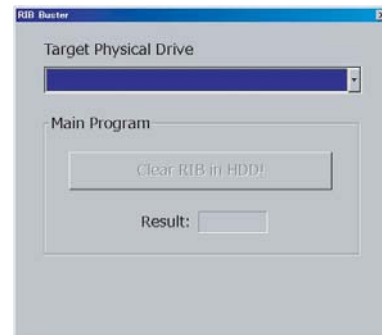 RIB Buster
Target Physical Drive
Main Program
Clear RIB in HDD!
Result: